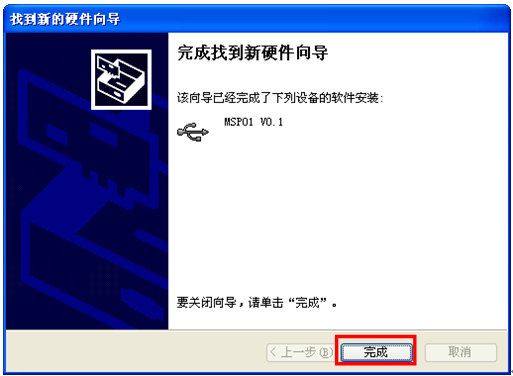 找到新的硬件向导
完成找到新硬件向导
该向导已经完成了下列设备的软件安装:
MSP01 V0.1
要关闭向导，请单击“完成”。
< 上一步(B) 完成 取消